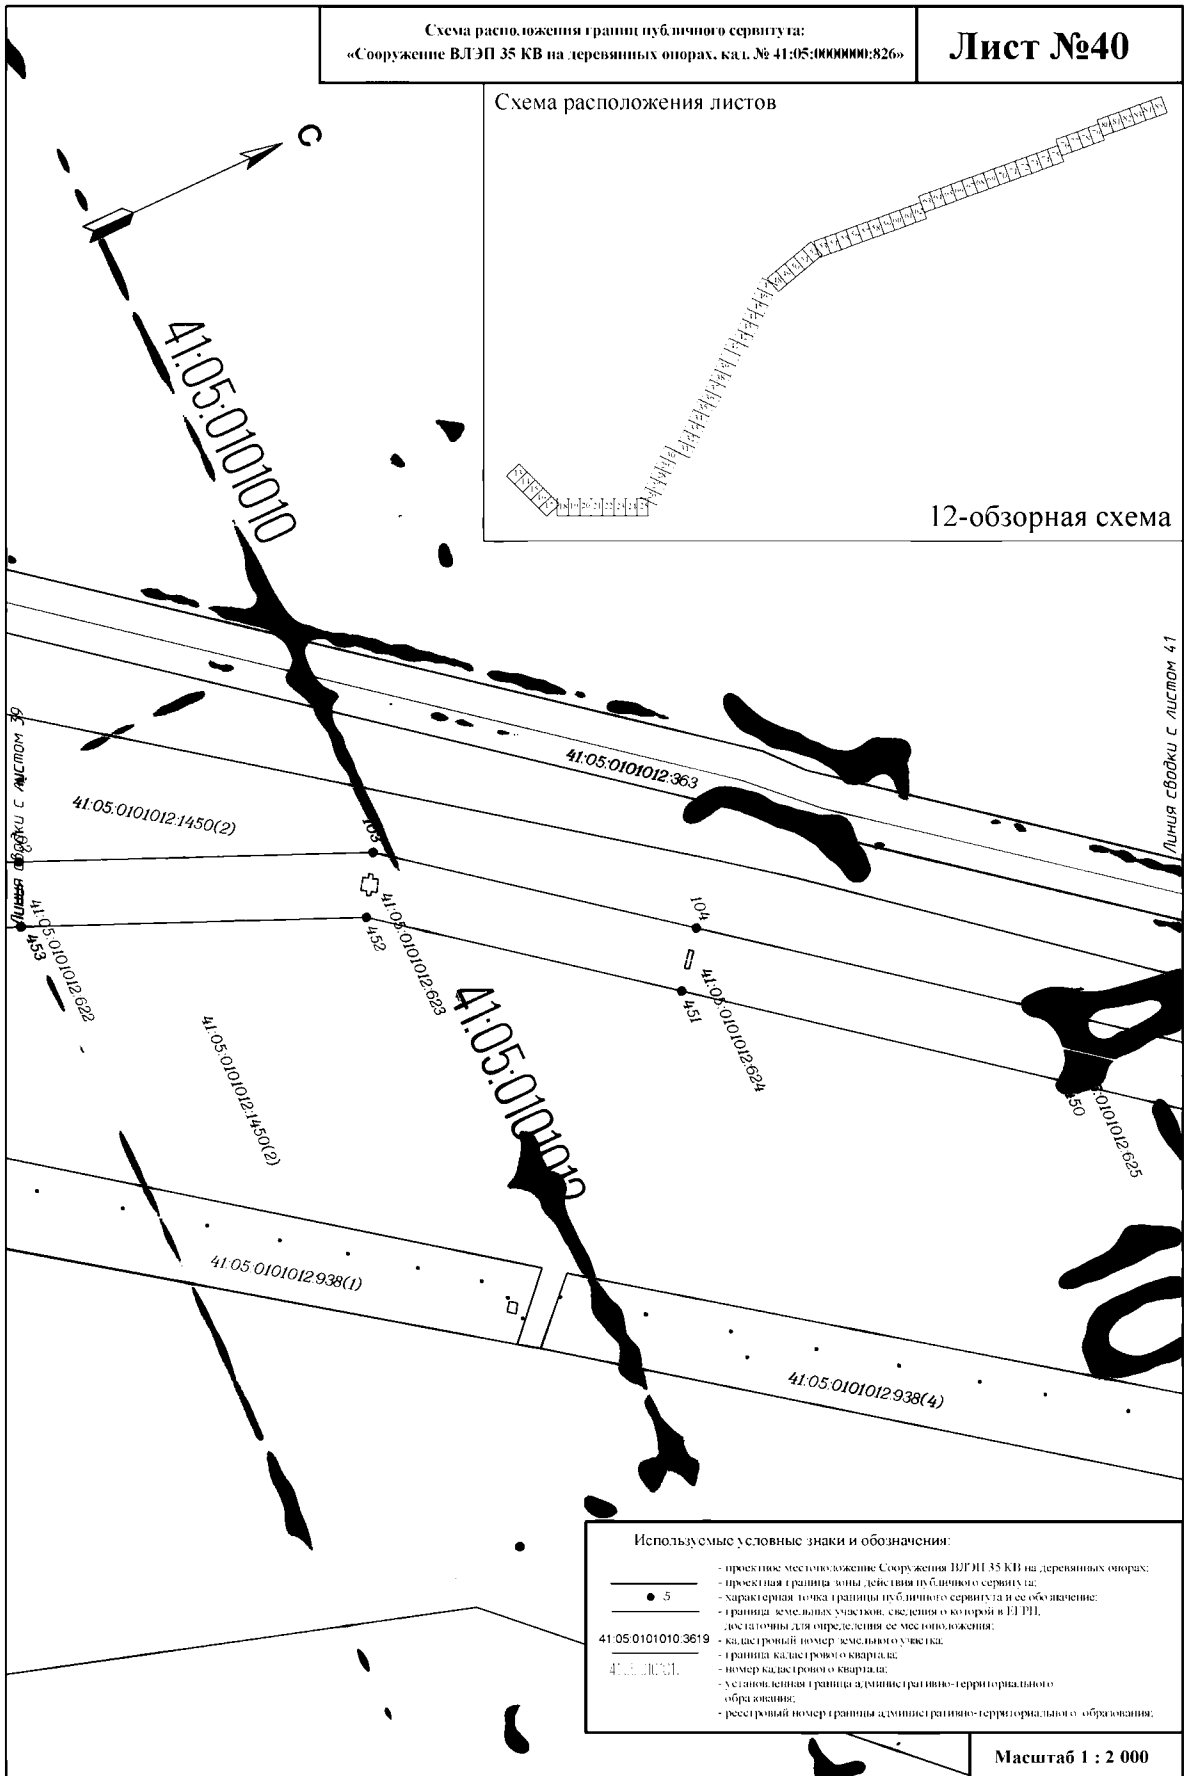 Схема расположения границ публичного сервитута:
«Сооружение ВЛЭП 35 КВ на деревянных опорах, кад. № 41:05:0000000:826»
Лист №40
Схема расположения листов
С
12-обзорная схема
41:05:0101010
Линия сводки с листом 39
Линия сводки с листом 41
41:05:0101012:363
41:05:0101012:1450(2)
103
104
453
452
451
450
41:05:0101012:622
41:05:0101012:623
41:05:0101012:624
0101012:625
41:05:0101012:1450(2)
41:05:0101012
41:05:0101012:938(1)
41:05:0101012:938(4)
Используемые условные знаки и обозначения:
- проектное местоположение Сооружения ВЛЭП 35 КВ на деревянных опорах;
- проектная граница зоны действия публичного сервитута;
5 - характерная точка границы публичного сервитута и ее обозначение;
- граница земельных участков, сведения о которой в ЕГРН,
достаточны для определения ее местоположения;
41:05:0101010:3619 - кадастровый номер земельного участка;
- граница кадастрового квартала;
- номер кадастрового квартала;
- установленная граница административно-территориального
образования;
- реестровый номер границы административно-территориального образования;
Масштаб 1 : 2 000